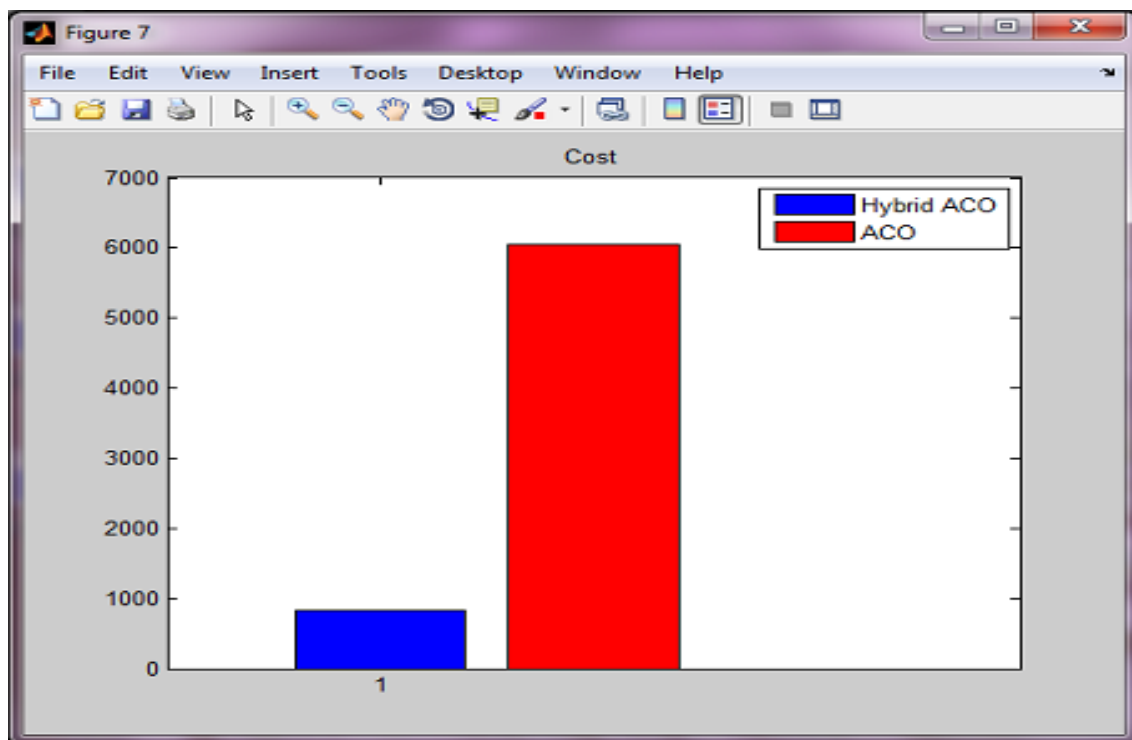 Figure 7
File Edit View Insert Tools Desktop Window Help
Cost
7000
6000
5000
4000
3000
2000
1000
0
1
Hybrid ACO
ACO